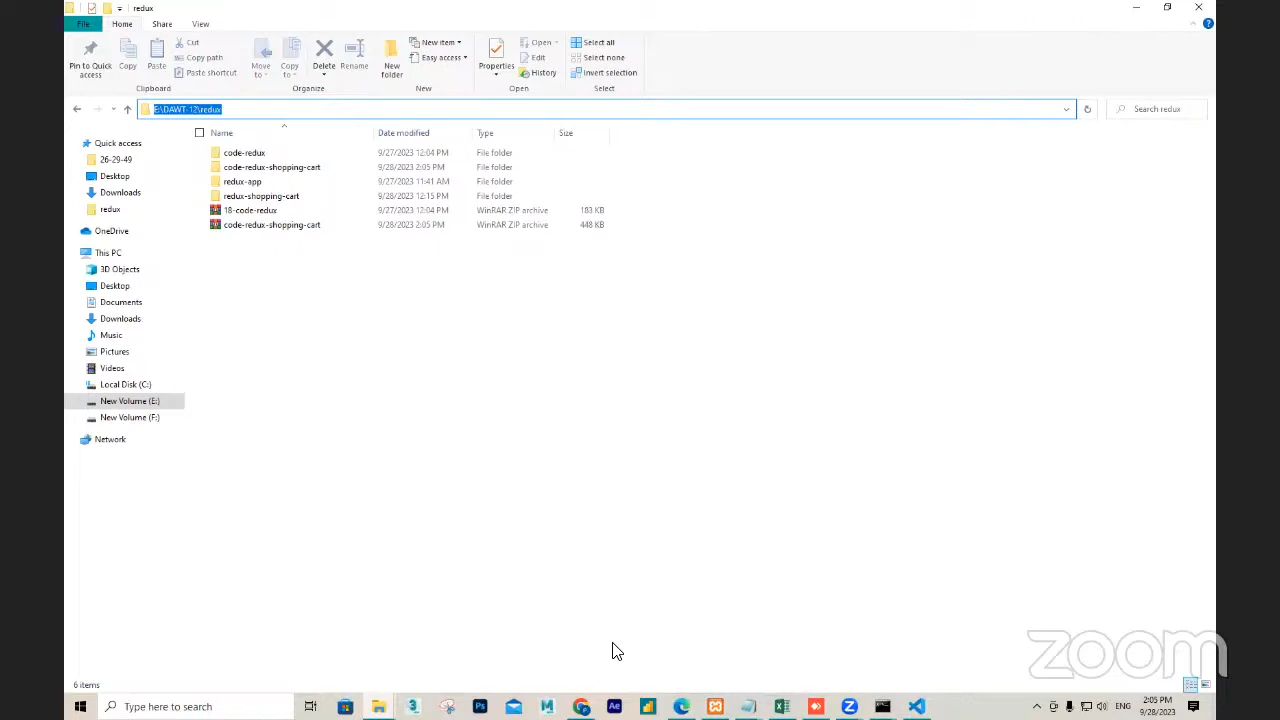 redux
File Home Share View
Pin to Quick access
Copy
Paste
Cut
Copy path
Paste shortcut
Clipboard
Move to
Copy to
Delete
Rename
Organize
New folder
New item
Easy access
New
Properties
Open
Edit
History
Open
Select all
Select none
Invert selection
Select
E:\DAWT-12\redux
Search redux
Quick access
26-29-49
Desktop
Downloads
redux
OneDrive
This PC
3D Objects
Desktop
Documents
Downloads
Music
Pictures
Videos
Local Disk (C:)
New Volume (E:)
New Volume (F:)
Network
Name Date modified Type Size
code-redux 9/27/2023 12:04 PM File folder
code-redux-shopping-cart 9/28/2023 2:05 PM File folder
redux-app 9/27/2023 11:41 AM File folder
redux-shopping-cart 9/28/2023 12:15 PM File folder
18-code-redux 9/27/2023 12:04 PM WinRAR ZIP archive 183 KB
code-redux-shopping-cart 9/28/2023 2:05 PM WinRAR ZIP archive 448 KB
zoom
6 items
Type here to search
Ps
Ae
ENG
2:05 PM
9/28/2023